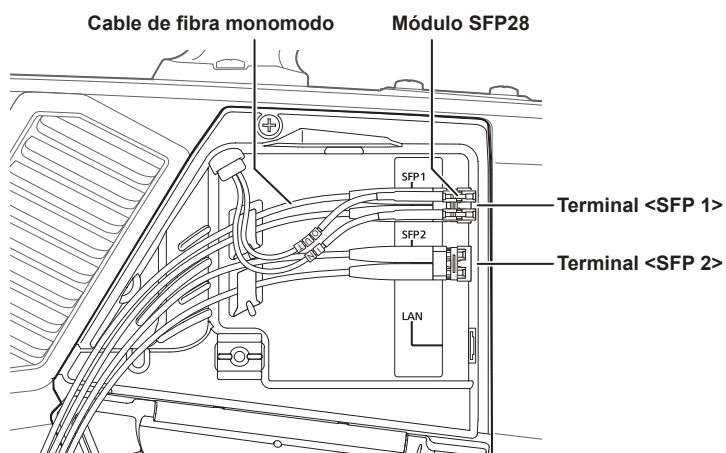 Cable de fibra monomodo
Módulo SFP28
SFP1
Terminal <SFP 1>
SFP2
Terminal <SFP 2>
LAN